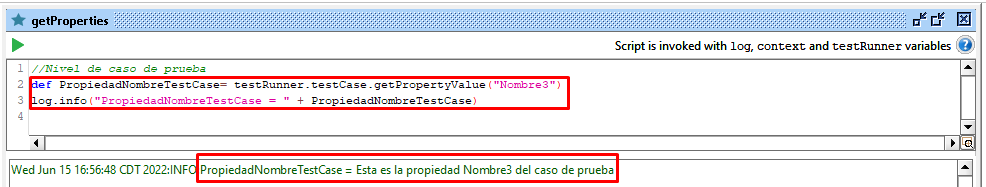 getProperties
Script is invoked with log, context and testRunner variables
1 //Nivel de caso de prueba
2 def PropiedadNombreTestCase= testRunner.testCase.getPropertyValue("Nombre3")
3 log.info("PropiedadNombreTestCase = " + PropiedadNombreTestCase)
4
Wed Jun 15 16:56:48 CDT 2022:INFO:PropiedadNombreTestCase = Esta es la propiedad Nombre3 del caso de prueba